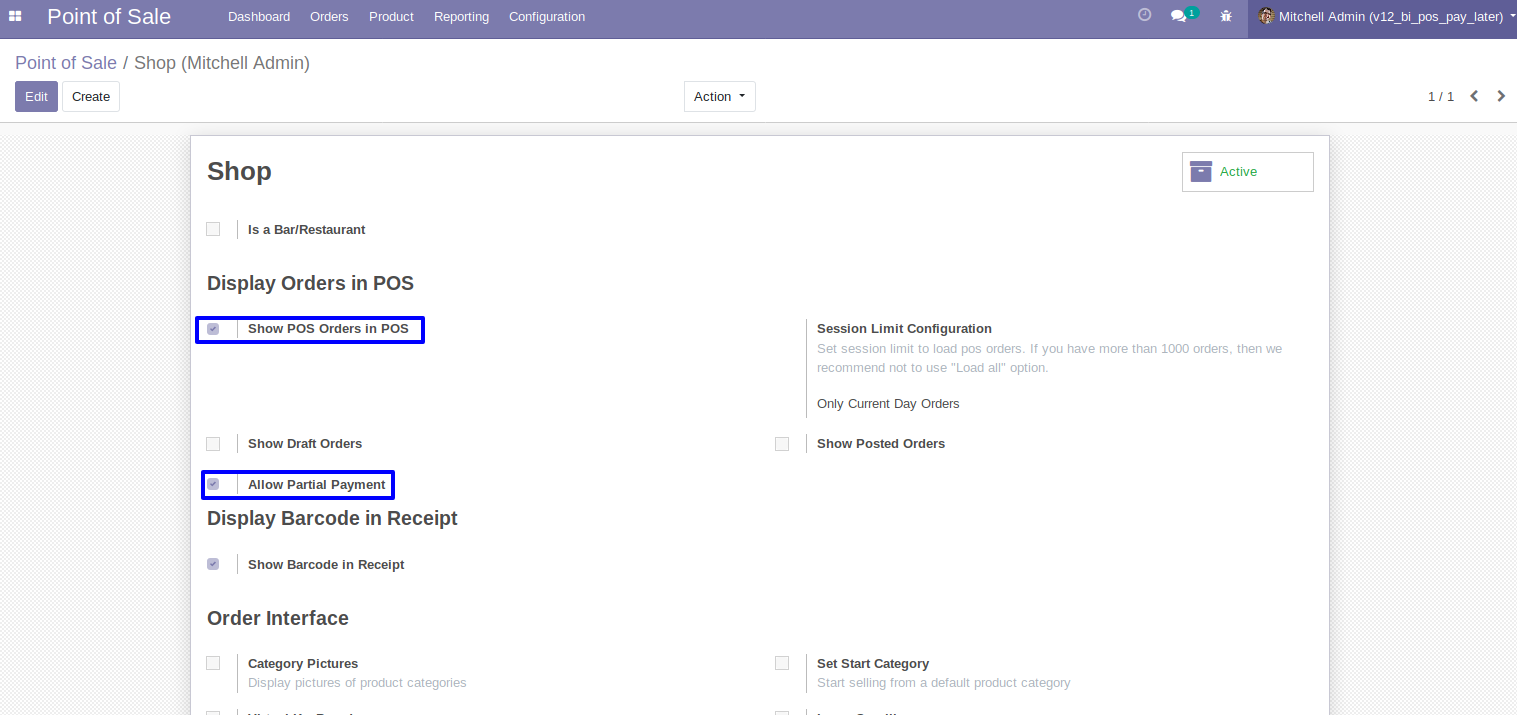 Point of Sale Dashboard Orders Product Reporting Configuration 1 Mitchell Admin (v12_bi_pos_pay_later)
Point of Sale / Shop (Mitchell Admin)
Edit Create Action 1 / 1
Shop
Active
Is a Bar/Restaurant
Display Orders in POS
Show POS Orders in POS
Session Limit Configuration
Set session limit to load pos orders. If you have more than 1000 orders, then we
recommend not to use "Load all" option.
Only Current Day Orders
Show Draft Orders
Show Posted Orders
Allow Partial Payment
Display Barcode in Receipt
Show Barcode in Receipt
Order Interface
Category Pictures
Display pictures of product categories
Set Start Category
Start selling from a default product category